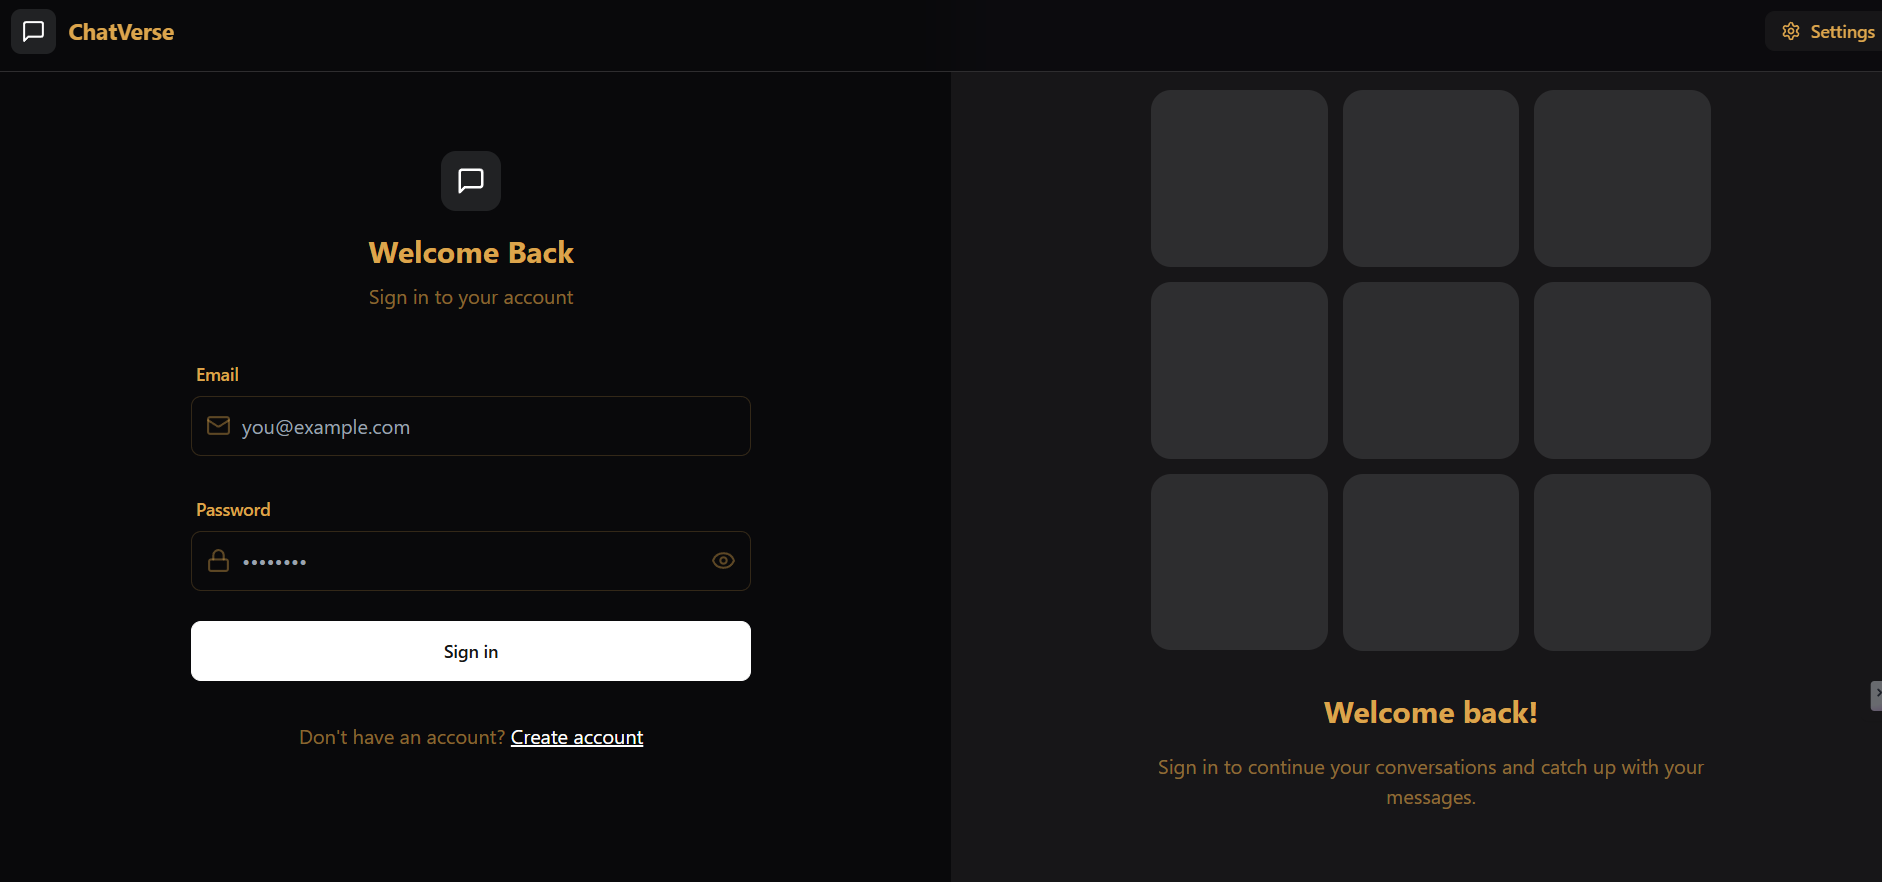 ChatVerse
Settings
Welcome Back
Sign in to your account
Email
you@example.com
Password
••••••••
Sign in
Don't have an account? Create account
Welcome back!
Sign in to continue your conversations and catch up with your
messages.